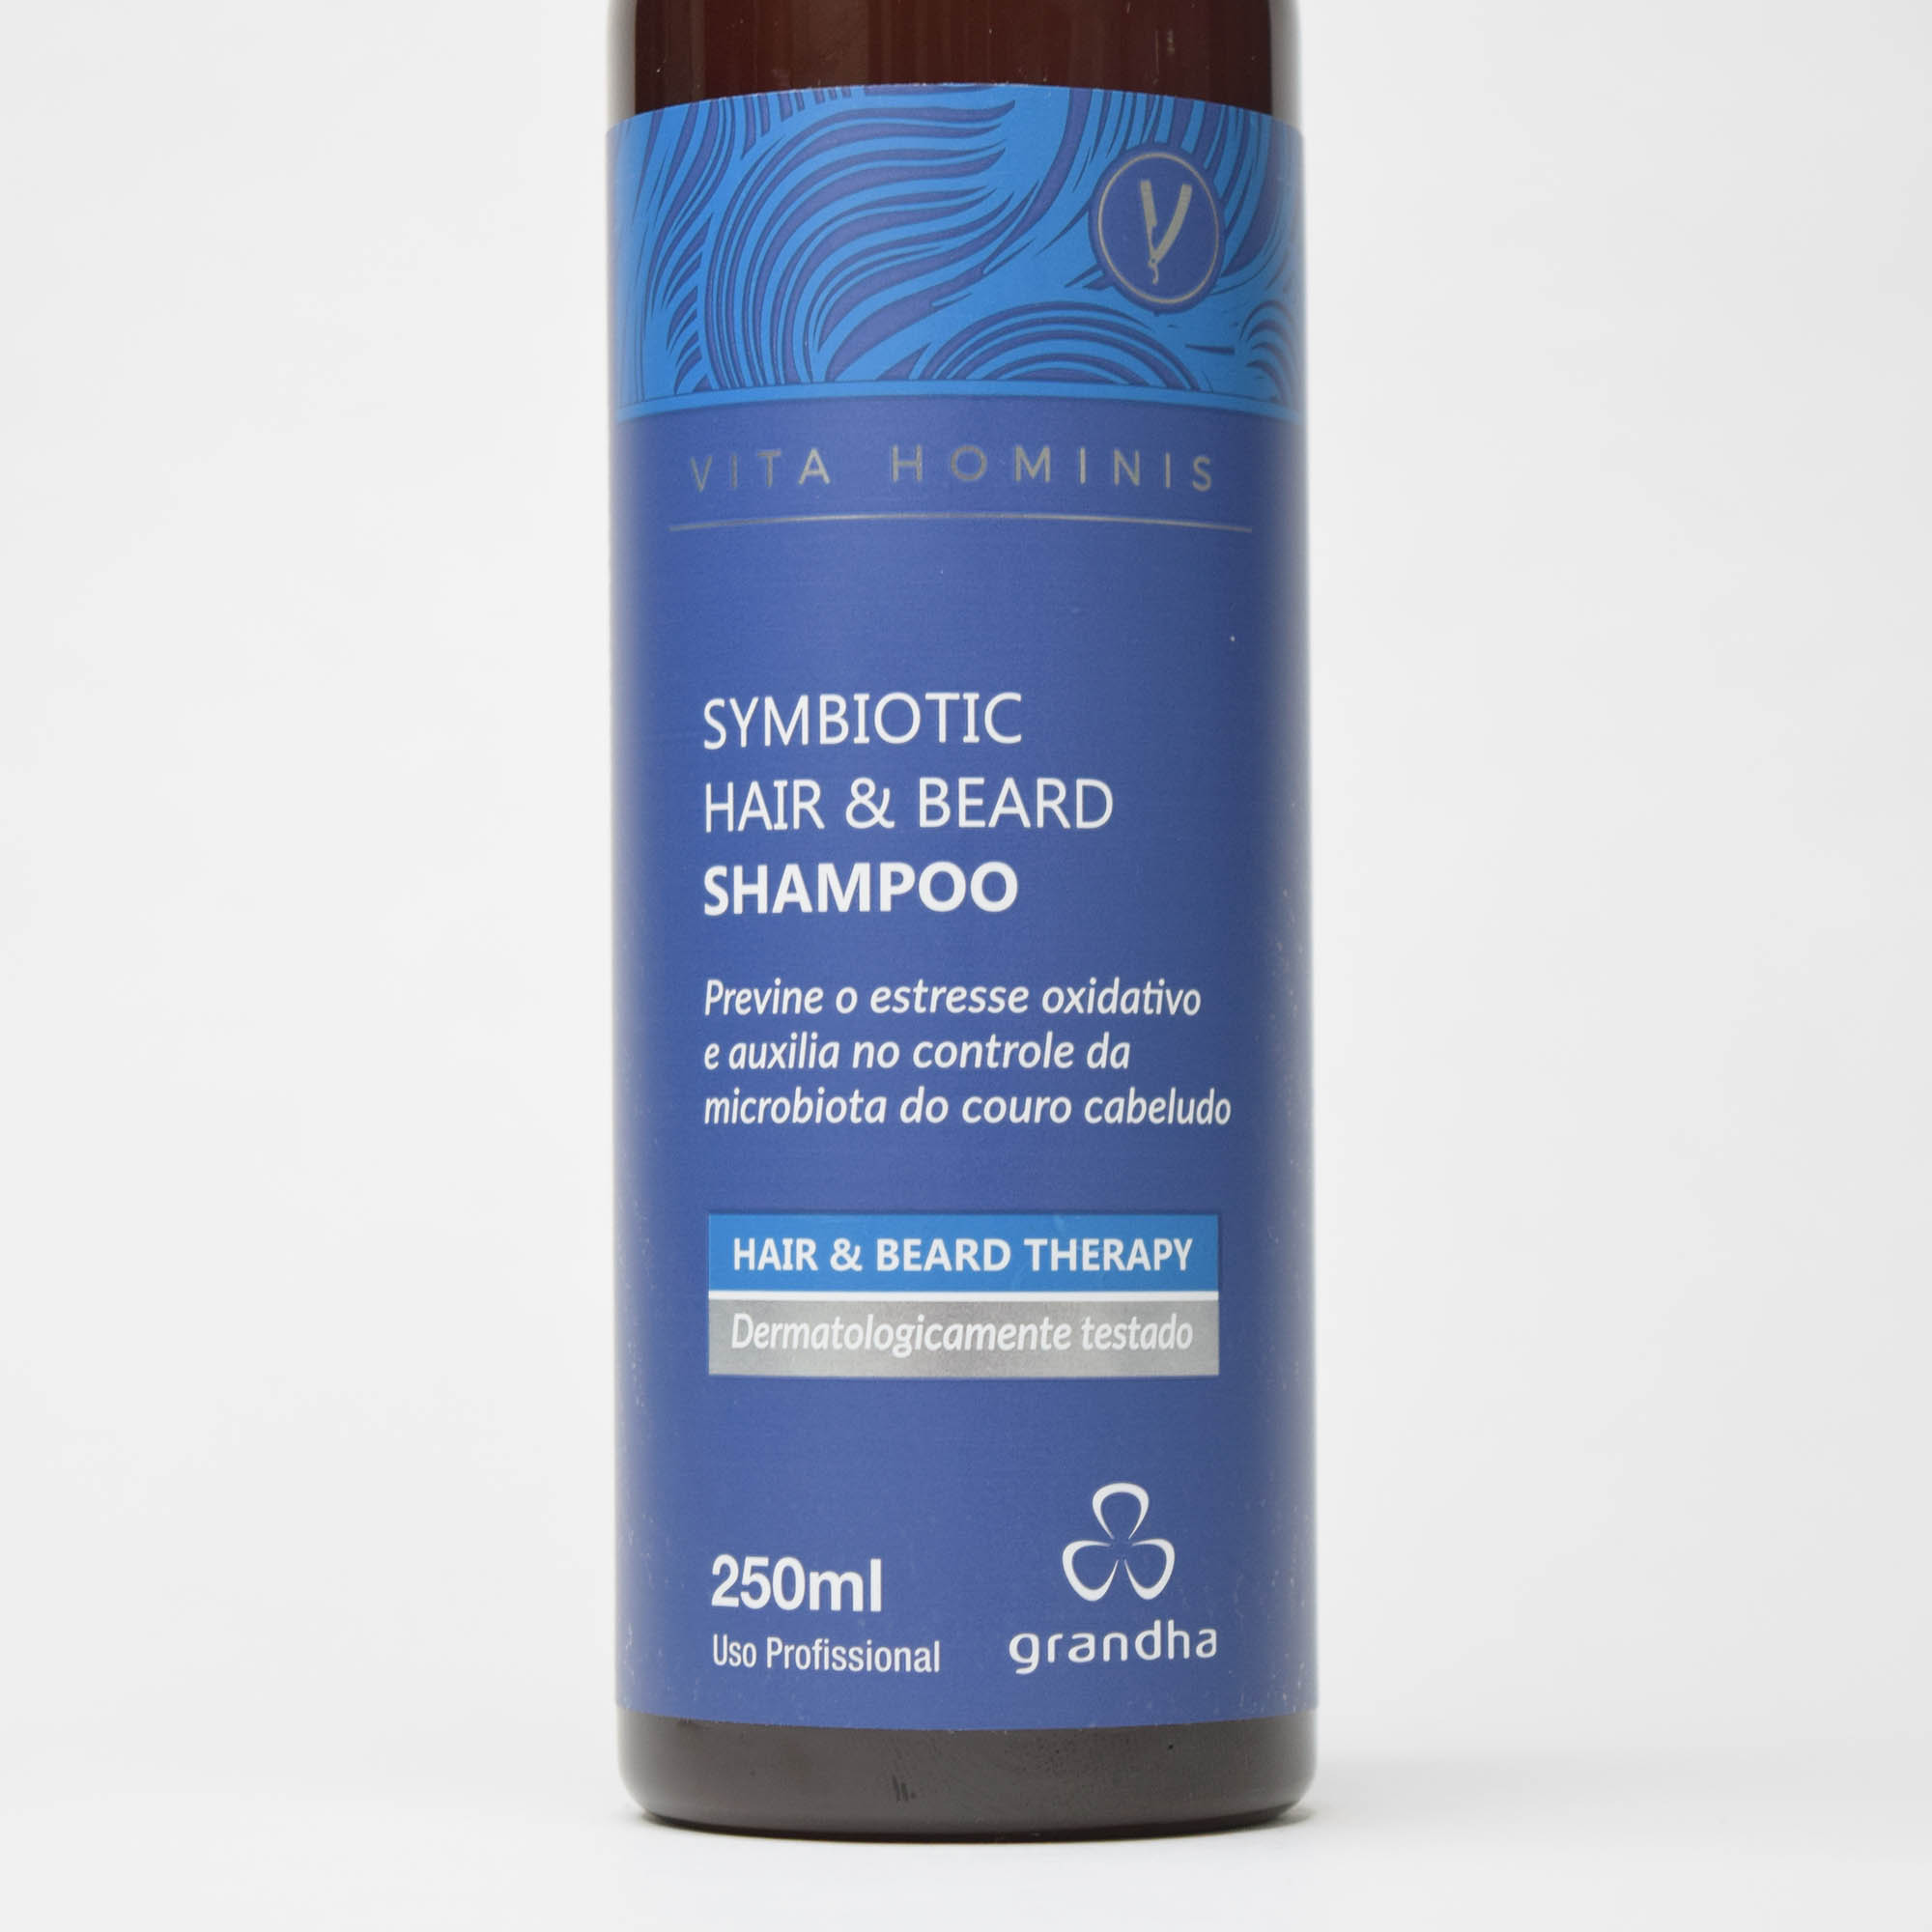 VITA HOMINIS
SYMBIOTIC
HAIR & BEARD
SHAMPOO
Previne o estresse oxidativo
e auxilia no controle da
microbiota do couro cabeludo
HAIR & BEARD THERAPY
Dermatologicamente testado
250ml
Uso Profissional
grandha